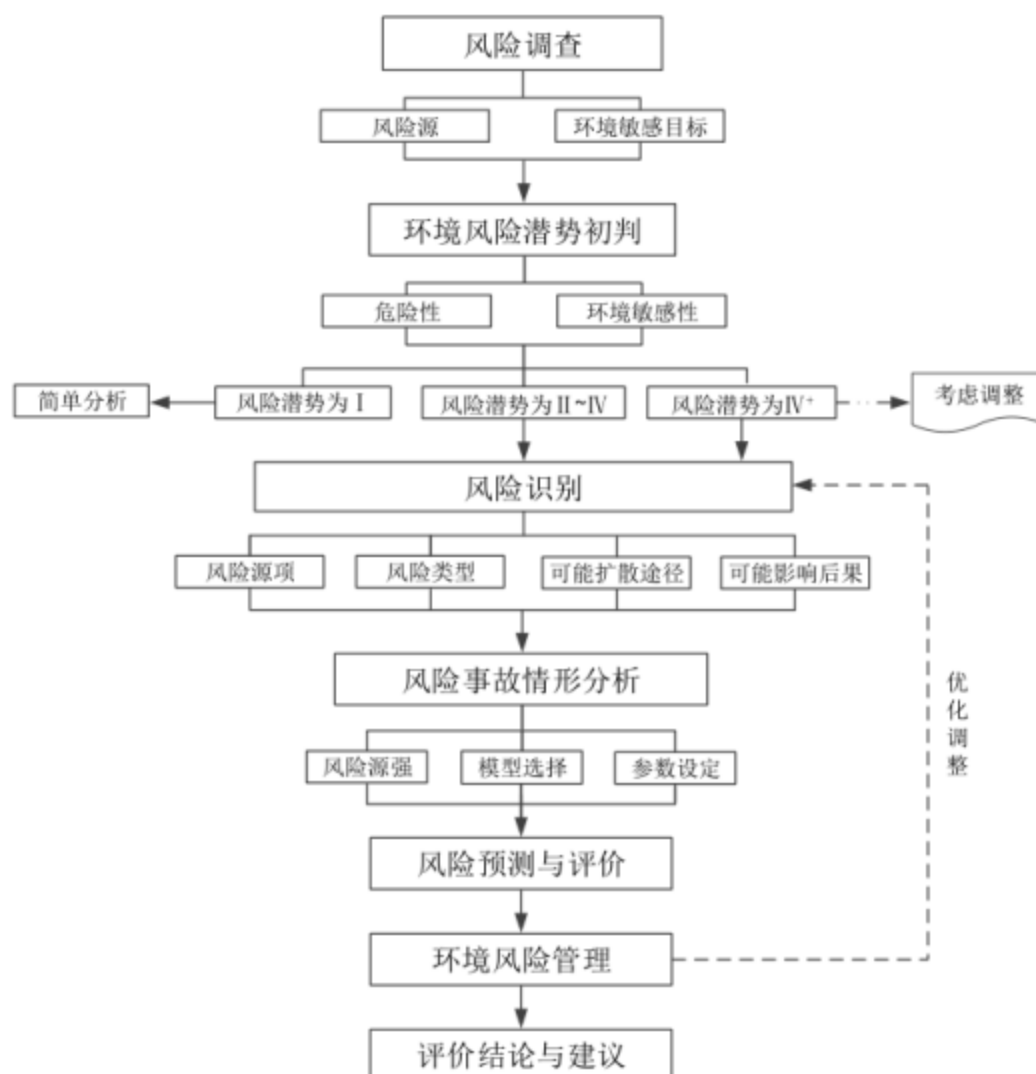 风险调查
风险源
环境敏感目标
环境风险潜势初判
危险性
环境敏感性
简单分析
风险潜势为Ⅰ
风险潜势为Ⅱ~Ⅳ
风险潜势为Ⅳ⁺
考虑调整
风险识别
风险源项
风险类型
可能扩散途径
可能影响后果
风险事故情形分析
优化调整
风险源强
模型选择
参数设定
风险预测与评价
环境风险管理
评价结论与建议